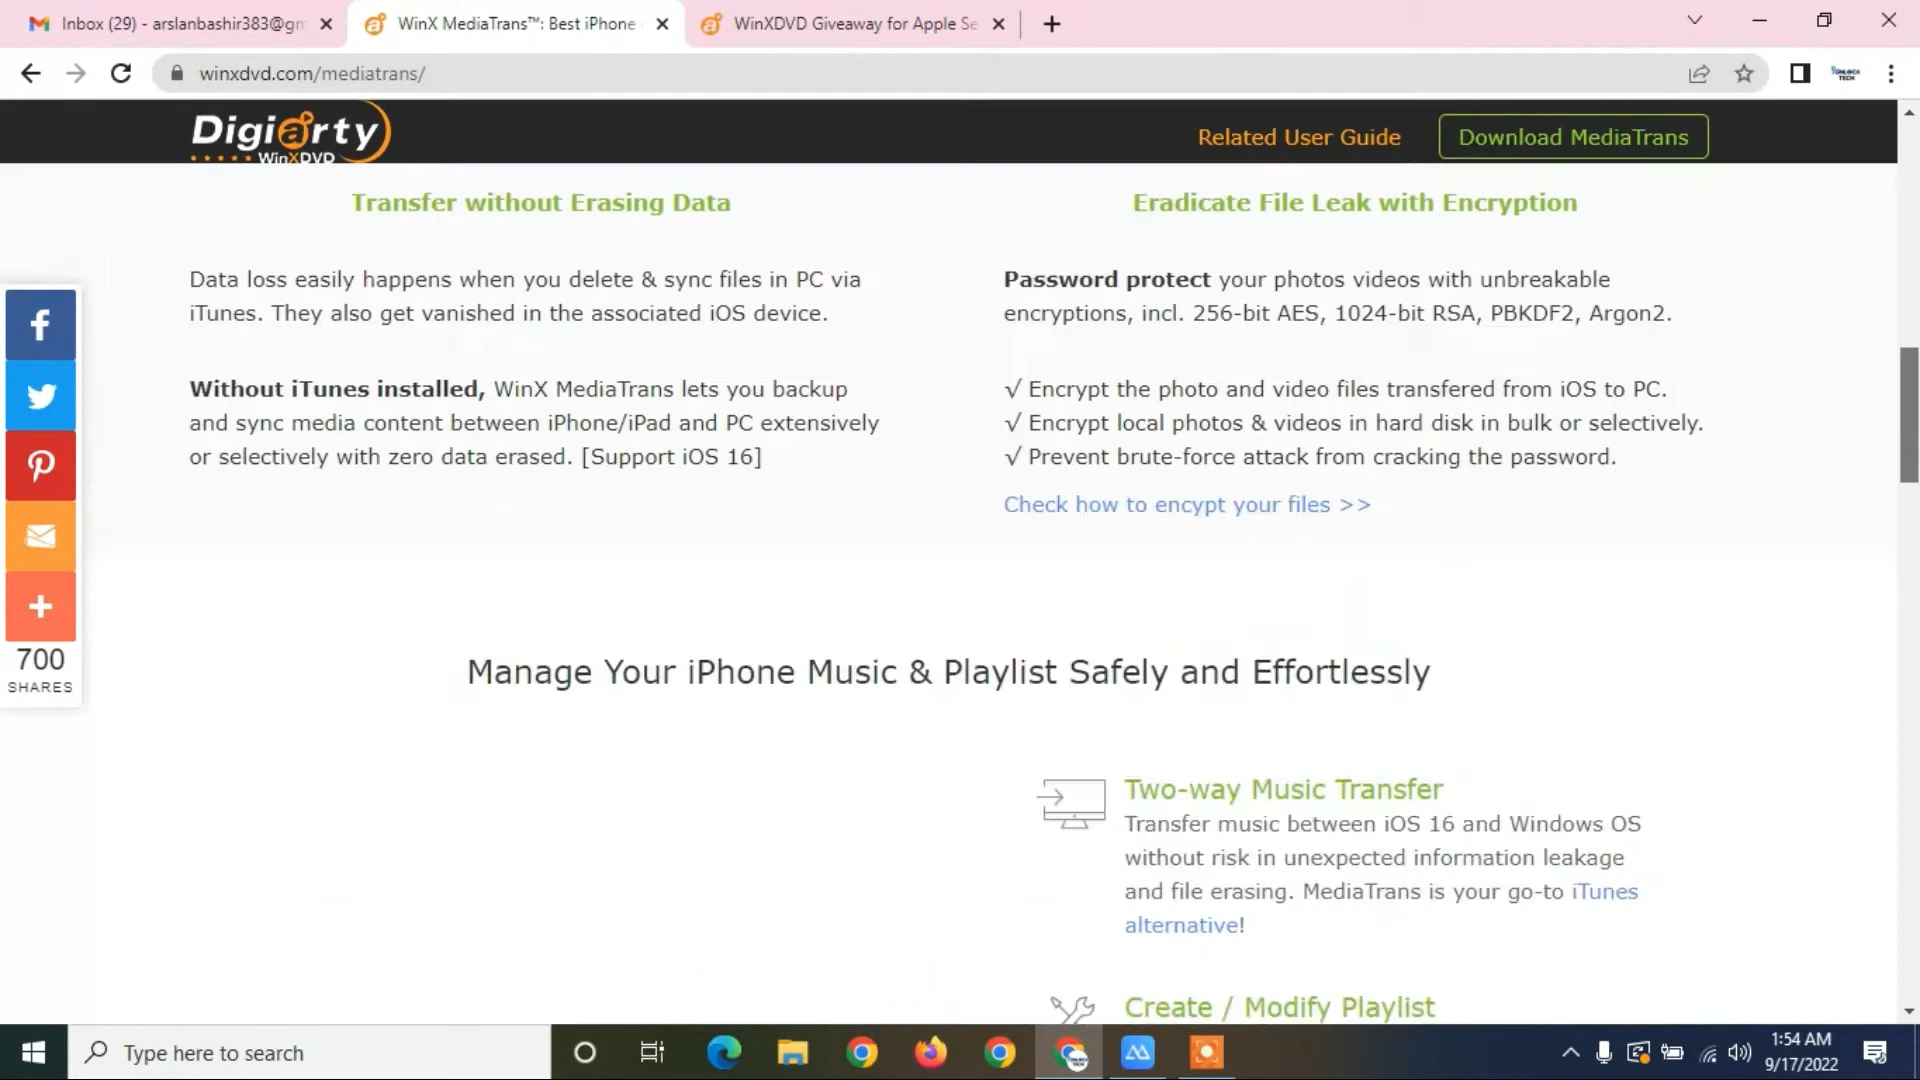 Inbox (29) - arslanbashir383@gm
WinX MediaTrans™: Best iPhone
WinXDVD Giveaway for Apple Se
winxdvd.com/mediatrans/
Digiarty
WinXDVD
Related User Guide
Download MediaTrans
Transfer without Erasing Data
Data loss easily happens when you delete & sync files in PC via
iTunes. They also get vanished in the associated iOS device.
Without iTunes installed, WinX MediaTrans lets you backup
and sync media content between iPhone/iPad and PC extensively
or selectively with zero data erased. [Support iOS 16]
Eradicate File Leak with Encryption
Password protect your photos videos with unbreakable
encryptions, incl. 256-bit AES, 1024-bit RSA, PBKDF2, Argon2.
√ Encrypt the photo and video files transfered from iOS to PC.
√ Encrypt local photos & videos in hard disk in bulk or selectively.
√ Prevent brute-force attack from cracking the password.
Check how to encypt your files >>
700
SHARES
Manage Your iPhone Music & Playlist Safely and Effortlessly
Two-way Music Transfer
Transfer music between iOS 16 and Windows OS
without risk in unexpected information leakage
and file erasing. MediaTrans is your go-to iTunes
alternative!
Create / Modify Playlist
Type here to search
1:54 AM
9/17/2022